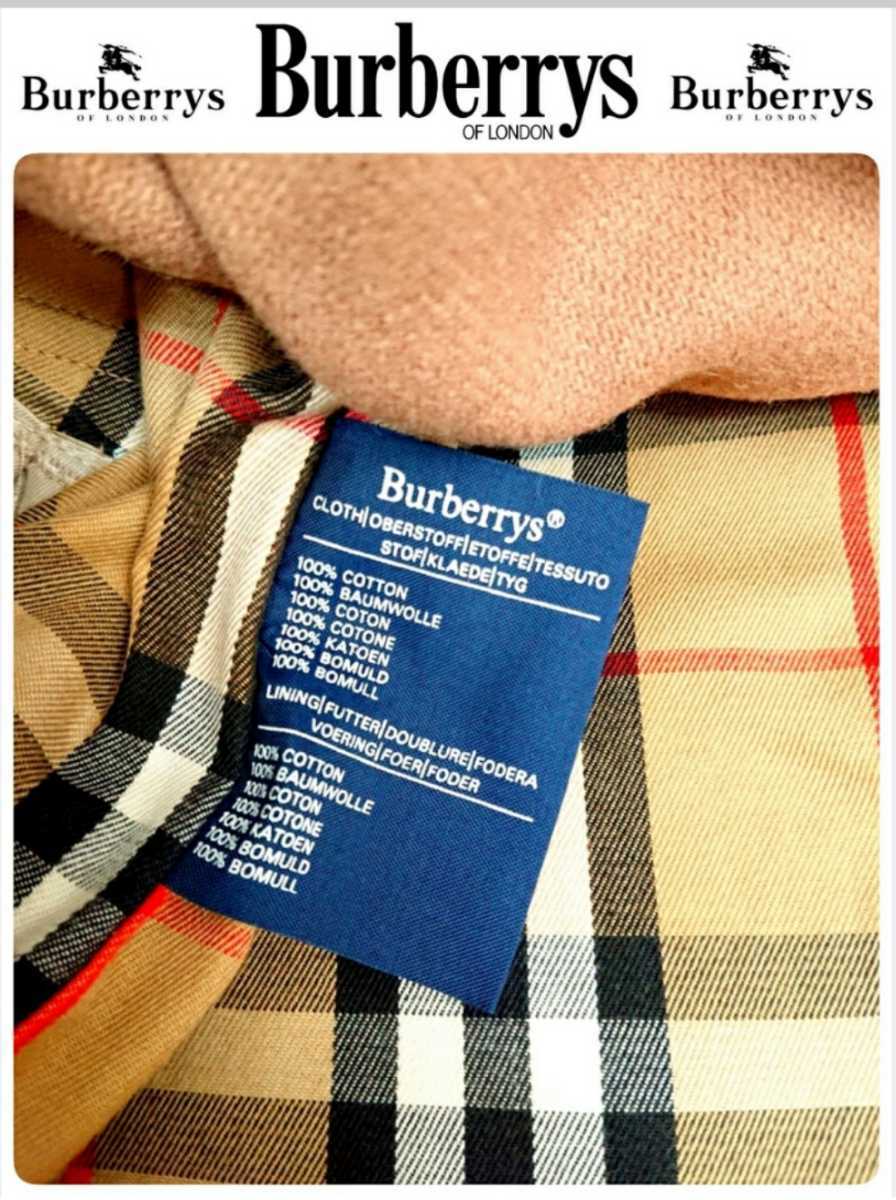 Burberrys
OF LONDON
Burberrys
OF LONDON
Burberrys
OF LONDON
Burberrys®
CLOTH|OBERSTOFF|ETOFFE|TESSUTO
STOF|KLAEDE|TYG
100% COTTON
100% BAUMWOLLE
100% COTON
100% COTONE
100% KATOEN
100% BOMULD
100% BOMULL
LINING|FUTTER|DOUBLURE|FODERA
VOERING|FOER|FODER
100% COTTON
100% BAUMWOLLE
100% COTON
100% COTONE
100% KATOEN
100% BOMULD
100% BOMULL